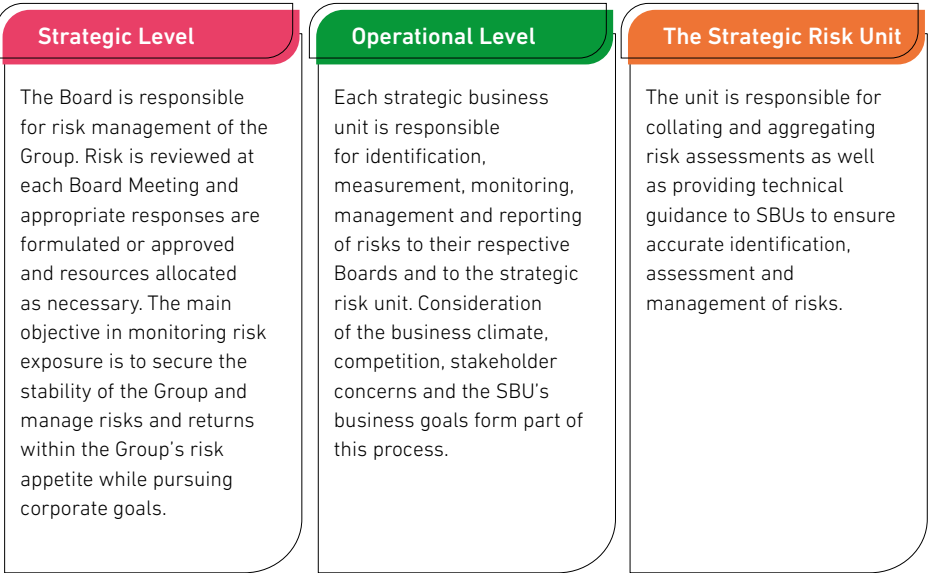 Strategic Level
The Board is responsible
for risk management of the
Group. Risk is reviewed at
each Board Meeting and
appropriate responses are
formulated or approved
and resources allocated
as necessary. The main
objective in monitoring risk
exposure is to secure the
stability of the Group and
manage risks and returns
within the Group’s risk
appetite while pursuing
corporate goals.
Operational Level
Each strategic business
unit is responsible
for identification,
measurement, monitoring,
management and reporting
of risks to their respective
Boards and to the strategic
risk unit. Consideration
of the business climate,
competition, stakeholder
concerns and the SBU’s
business goals form part of
this process.
The Strategic Risk Unit
The unit is responsible for
collating and aggregating
risk assessments as well
as providing technical
guidance to SBUs to ensure
accurate identification,
assessment and
management of risks.